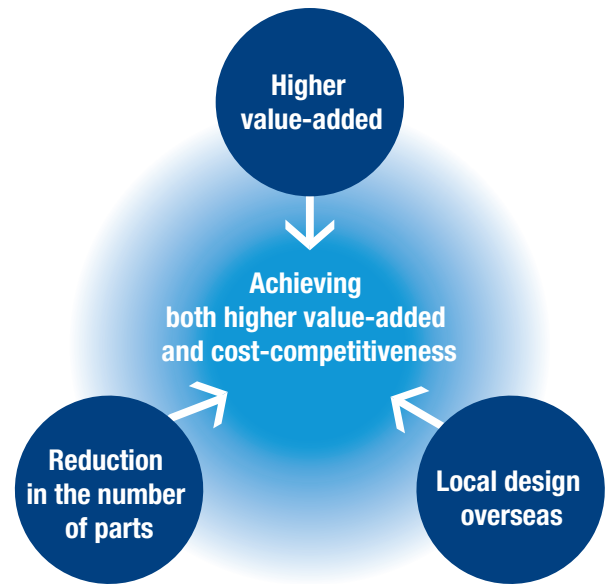 Higher
value-added
Achieving
both higher value-added
and cost-competitiveness
Reduction
in the number
of parts
Local design
overseas